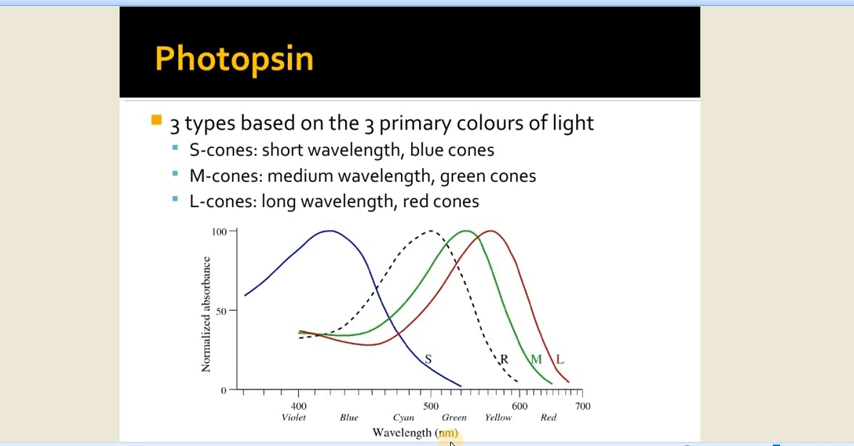 Photopsin
3 types based on the 3 primary colours of light
S-cones: short wavelength, blue cones
M-cones: medium wavelength, green cones
L-cones: long wavelength, red cones
100
50
0
Normalized absorbance
S
R
M
L
400 500 600 700
Violet Blue Cyan Green Yellow Red
Wavelength (nm)